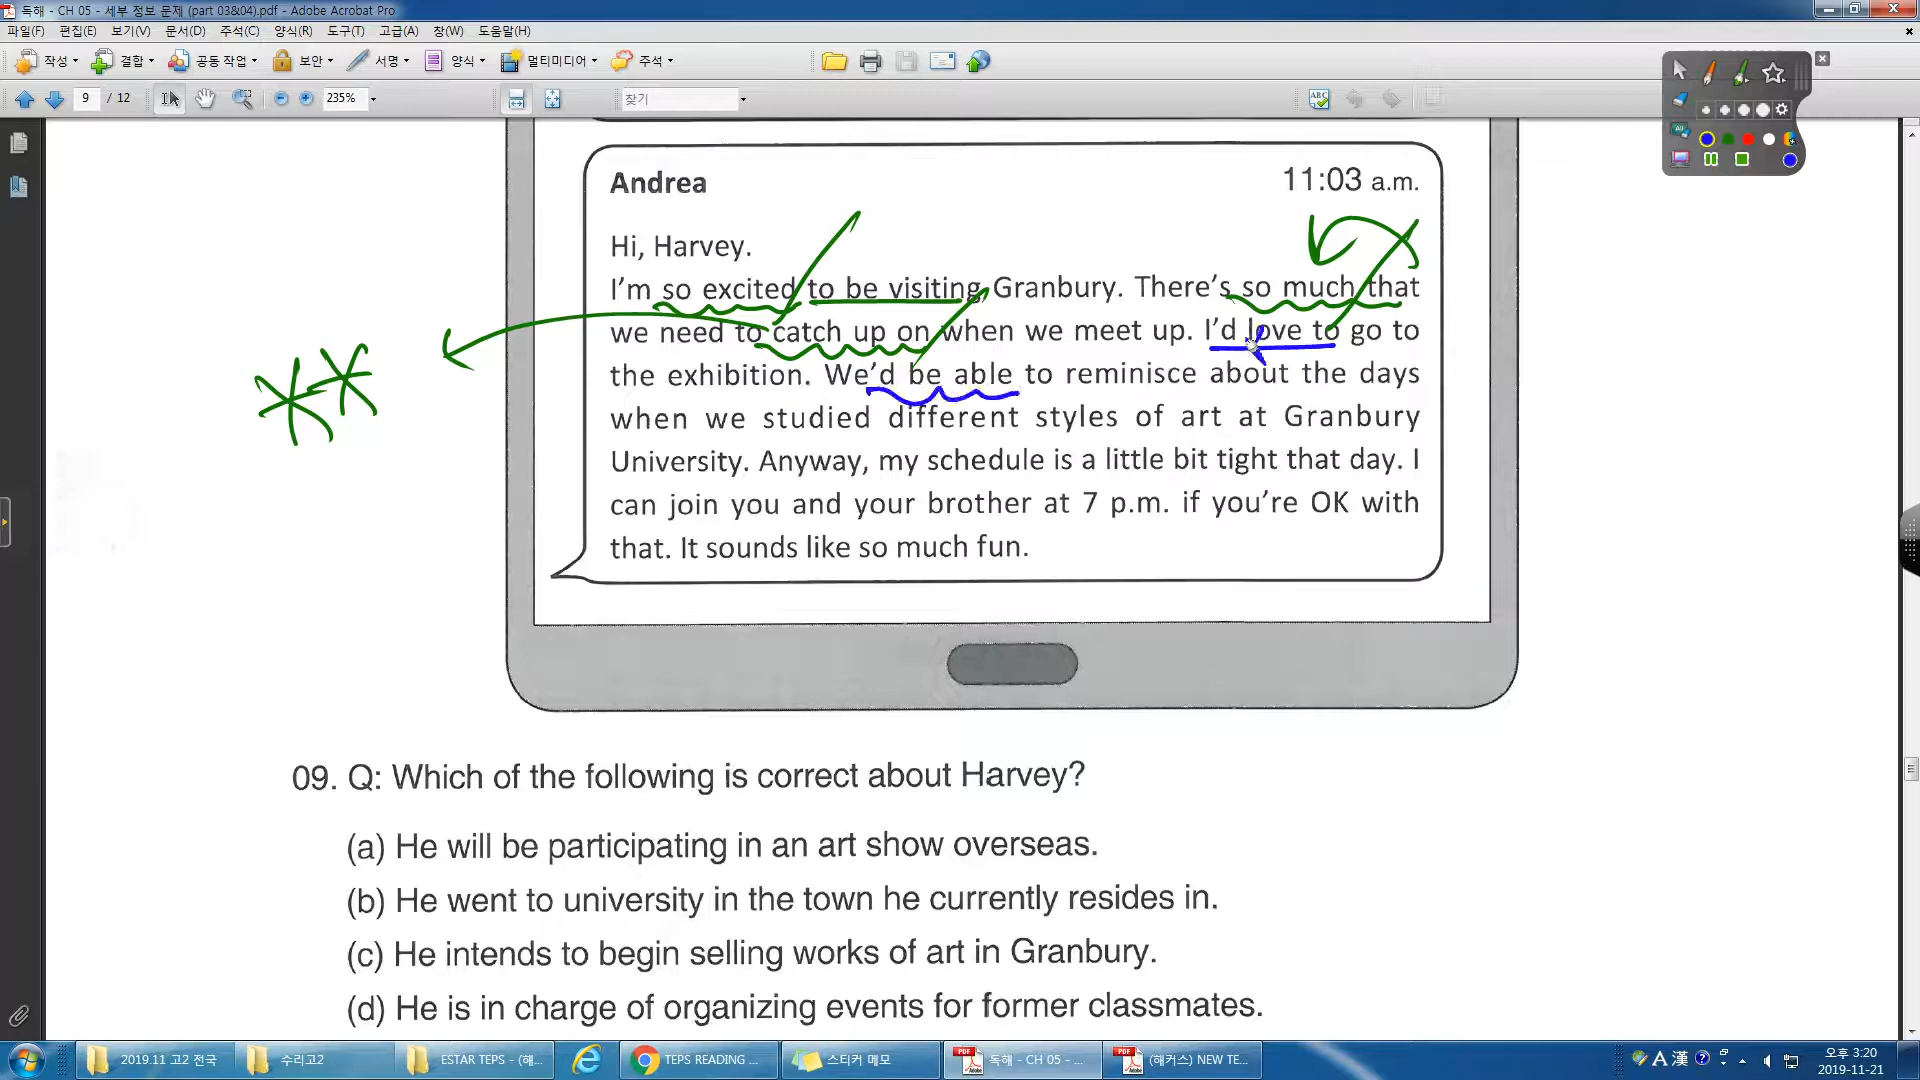 독해 - CH 05 - 세부 정보 문제 (part 03&04).pdf - Adobe Acrobat Pro
파일(F) 편집(E) 보기(V) 문서(D) 주석(C) 양식(R) 도구(T) 고급(A) 창(W) 도움말(H)
작성 결합 공동 작업 보안 서명 양식 멀티미디어 주석
9 / 12 235% 찾기
Andrea 11:03 a.m.
Hi, Harvey.
I'm so excited to be visiting Granbury. There's so much that
we need to catch up on when we meet up. I'd love to go to
the exhibition. We'd be able to reminisce about the days
when we studied different styles of art at Granbury
University. Anyway, my schedule is a little bit tight that day. I
can join you and your brother at 7 p.m. if you're OK with
that. It sounds like so much fun.
09. Q: Which of the following is correct about Harvey?
(a) He will be participating in an art show overseas.
(b) He went to university in the town he currently resides in.
(c) He intends to begin selling works of art in Granbury.
(d) He is in charge of organizing events for former classmates.
2019.11 고2 전국 수리고2 ESTAR TEPS - (해... TEPS READING ... 스티커 메모 독해 - CH 05 - ... (해커스) NEW TE... A 漢 오후 3:20
2019-11-21